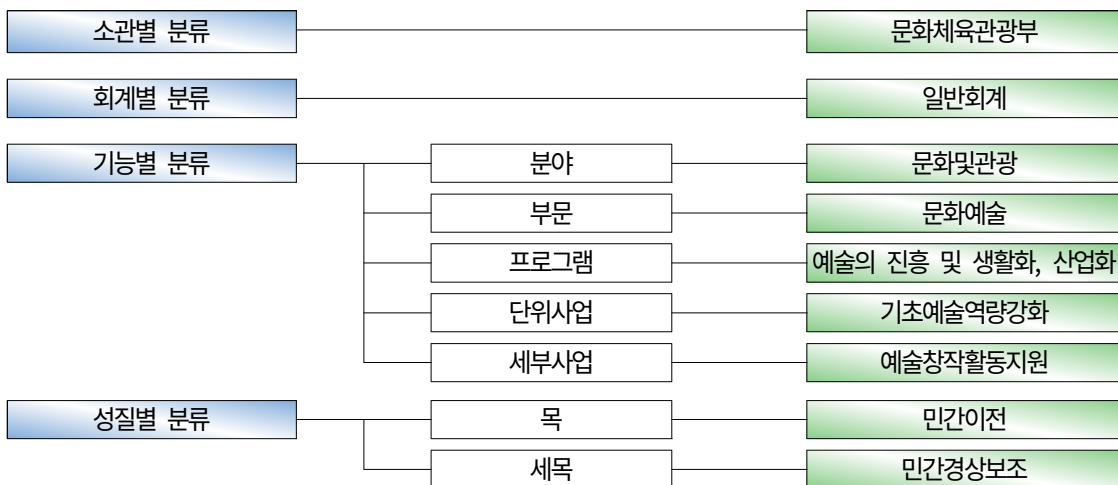 소관별 분류 문화체육관광부
회계별 분류 일반회계
기능별 분류 분야 문화및관광
부문 문화예술
프로그램 예술의 진흥 및 생활화, 산업화
단위사업 기초예술역량강화
세부사업 예술창작활동지원
성질별 분류 목 민간이전
세목 민간경상보조